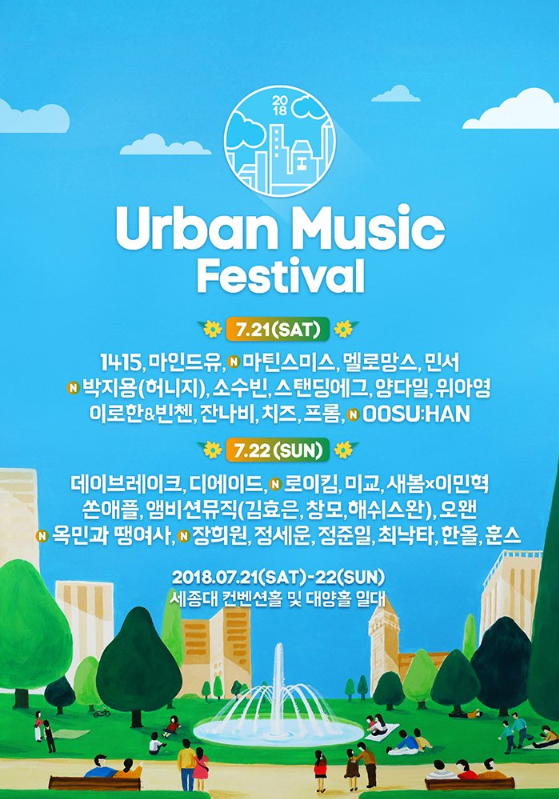 20
18
Urban Music
Festival
7.21(SAT)
1415, 마인드유, N 마틴스미스, 멜로망스, 민서
N 박지용(허니지), 소수빈, 스탠딩에그, 양다일, 위아영
이로한&빈첸, 잔나비, 치즈, 프롬, N OOSU:HAN
7.22(SUN)
데이브레이크, 디에이드, N 로이킴, 미교, 새봄×이민혁
쏜애플, 앰비션뮤직(김효은, 창모,해쉬스완), 오왠
N 옥민과 땡여사, N 장희원, 정세운, 정준일, 최낙타, 한올, 훈스
2018.07.21(SAT)-22(SUN)
세종대 컨벤션홀 및 대양홀 일대